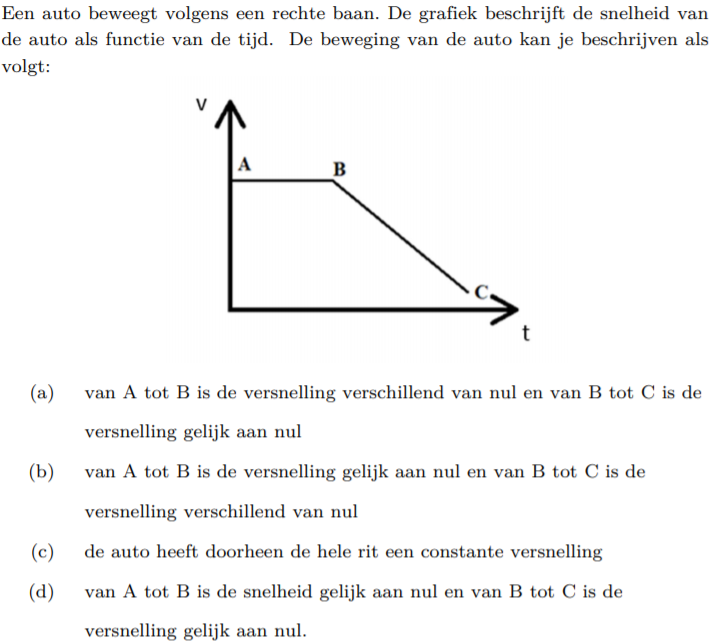 Een auto beweegt volgens een rechte baan. De grafiek beschrijft de snelheid van
de auto als functie van de tijd. De beweging van de auto kan je beschrijven als
volgt:
v
A
B
C
t
(a) van A tot B is de versnelling verschillend van nul en van B tot C is de
versnelling gelijk aan nul
(b) van A tot B is de versnelling gelijk aan nul en van B tot C is de
versnelling verschillend van nul
(c) de auto heeft doorheen de hele rit een constante versnelling
(d) van A tot B is de snelheid gelijk aan nul en van B tot C is de
versnelling gelijk aan nul.